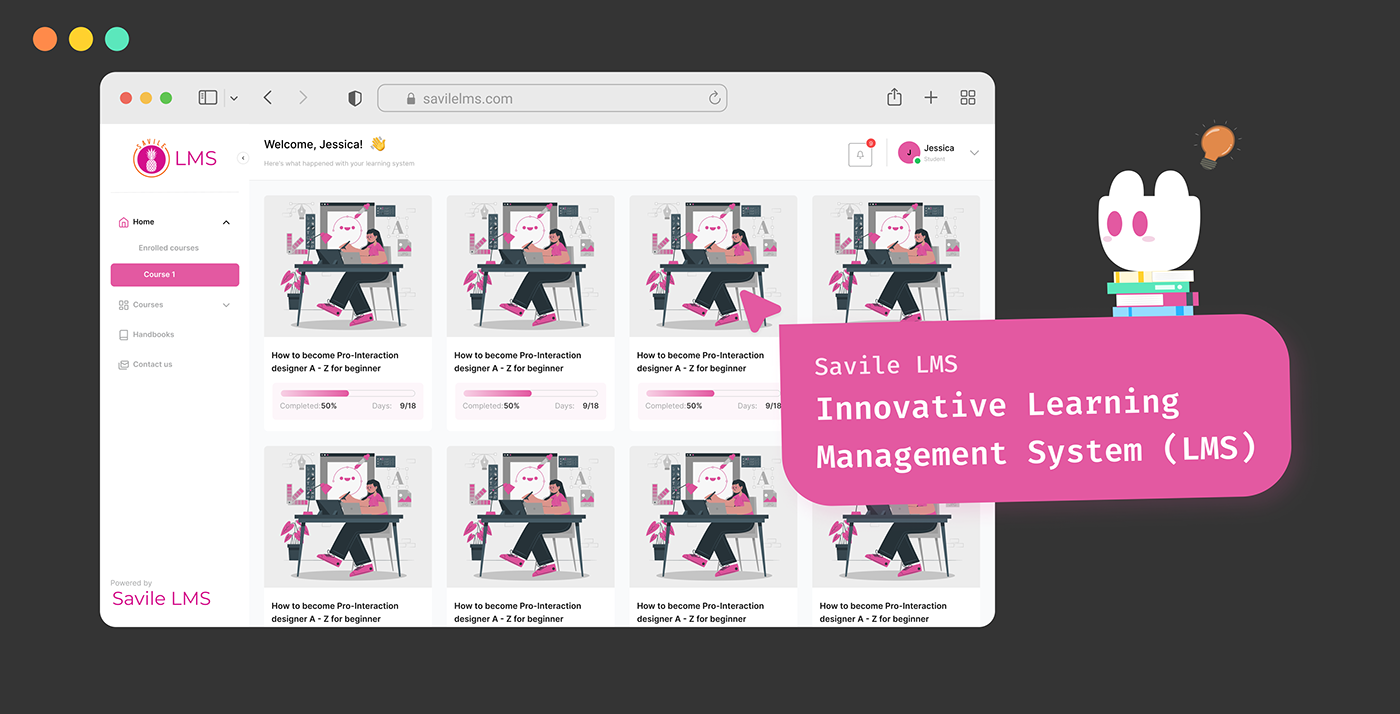 savilelms.com
SAVILE
LMS
Welcome, Jessica! 👋
Here's what happened with your learning system
J
Jessica
Student
Home
Enrolled courses
Course 1
Courses
Handbooks
Contact us
How to become Pro-Interaction
designer A - Z for beginner
Completed:50% Days: 9/18
How to become Pro-Interaction
designer A - Z for beginner
Completed:50% Days: 9/18
How to become Pro-Interaction
designer A - Z for beginner
Completed:50% Days: 9/18
Savile LMS
Innovative Learning
Management System (LMS)
How to become Pro-Interaction
designer A - Z for beginner
How to become Pro-Interaction
designer A - Z for beginner
How to become Pro-Interaction
designer A - Z for beginner
How to become Pro-Interaction
designer A - Z for beginner
Powered by
Savile LMS